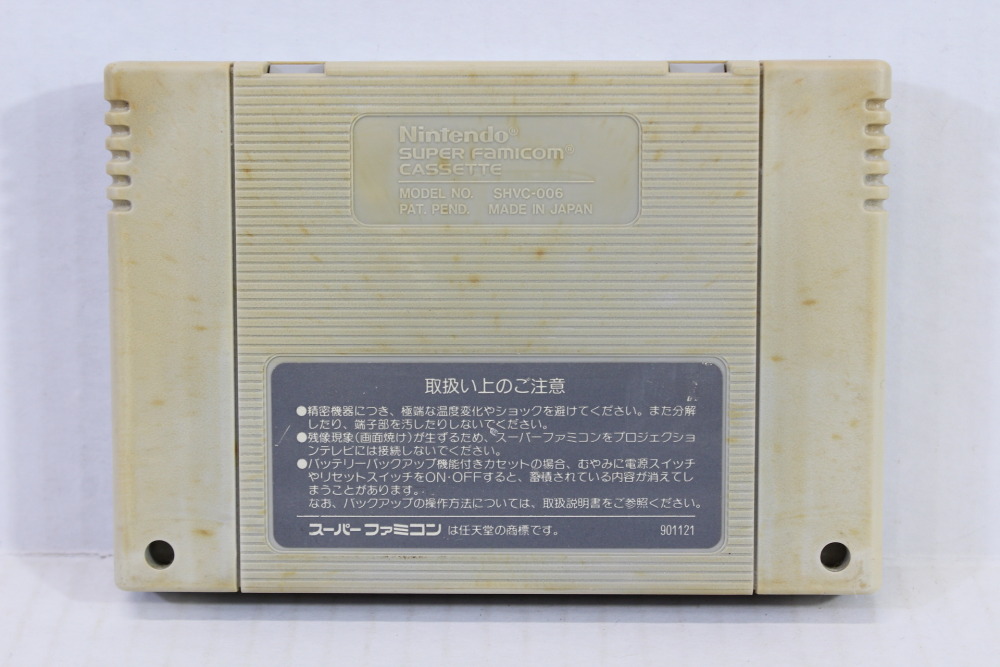 Nintendo®
SUPER FAMICOM®
CASSETTE
MODEL NO. SHVC-006
PAT. PEND. MADE IN JAPAN
取扱い上のご注意
●精密機器につき、極端な温度変化やショックを避けてください。また分解
したり、端子部を汚したりしないでください。
●残像現象(画面焼け)が生ずるため、スーパーファミコンをプロジェクショ
ンテレビには接続しないでください。
●バッテリーバックアップ機能付きカセットの場合、むやみに電源スイッチ
やリセットスイッチをON・OFFすると、蓄積されている内容が消えてし
まうことがあります。
なお、バックアップの操作方法については、取扱説明書をご参照ください。
スーパーファミコン は任天堂の商標です。 901121